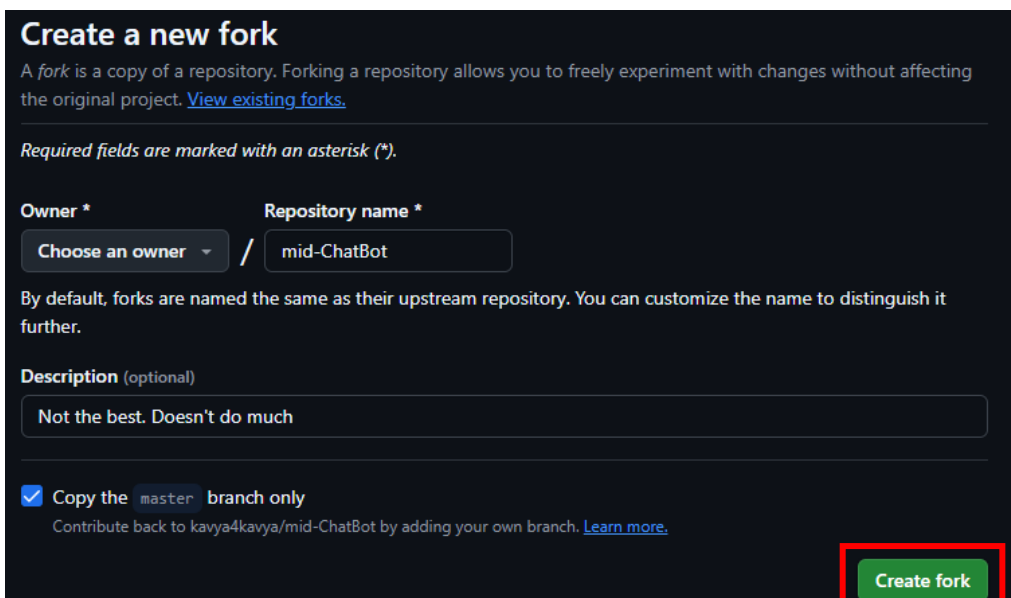 Create a new fork
A fork is a copy of a repository. Forking a repository allows you to freely experiment with changes without affecting
the original project. View existing forks.
Required fields are marked with an asterisk (*).
Owner * Repository name *
Choose an owner / mid-ChatBot
By default, forks are named the same as their upstream repository. You can customize the name to distinguish it
further.
Description (optional)
Not the best. Doesn't do much
Copy the master branch only
Contribute back to kavya4kavya/mid-ChatBot by adding your own branch. Learn more.
Create fork